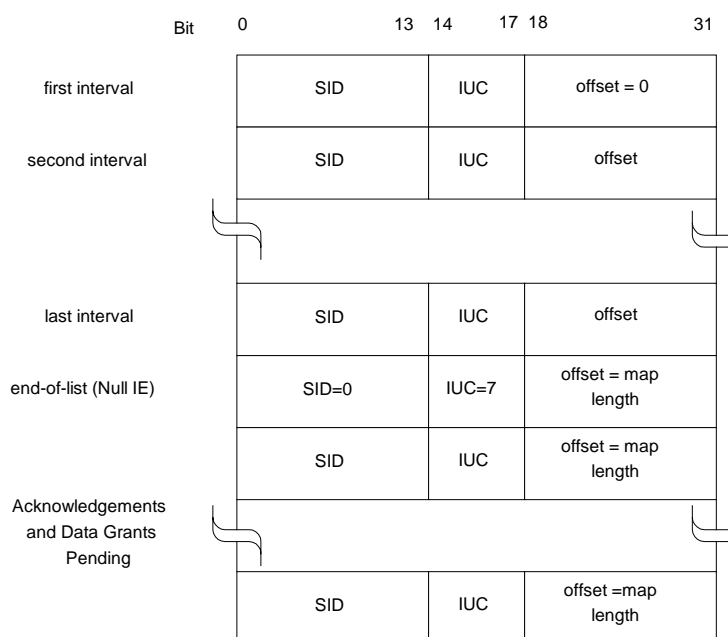 Bit 0 13 14 17 18 31
first interval SID IUC offset = 0
second interval SID IUC offset
last interval SID IUC offset
end-of-list (Null IE) SID=0 IUC=7 offset = map
length
SID IUC offset = map
length
Acknowledgements
and Data Grants
Pending
SID IUC offset =map
length